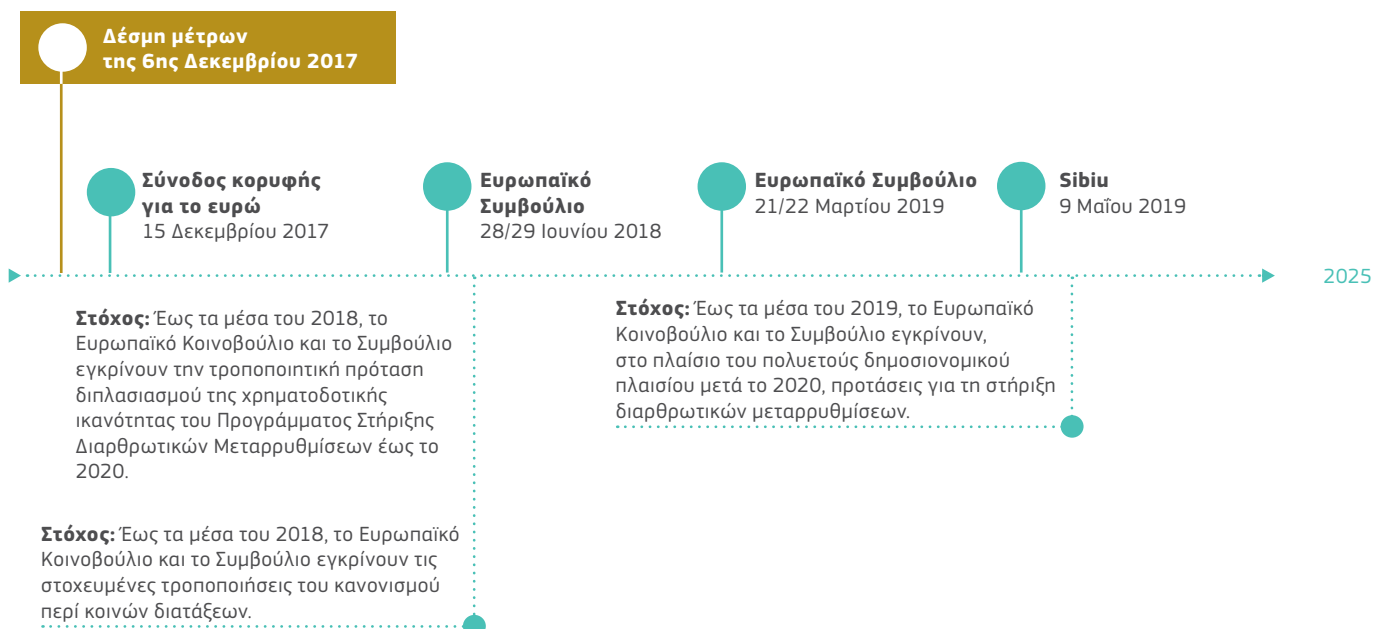 Δέσμη μέτρων
της 6ης Δεκεμβρίου 2017
Σύνοδος κορυφής
για το ευρώ
15 Δεκεμβρίου 2017
Ευρωπαϊκό
Συμβούλιο
28/29 Ιουνίου 2018
Ευρωπαϊκό Συμβούλιο
21/22 Μαρτίου 2019
Sibiu
9 Μαΐου 2019
2025
Στόχος: Έως τα μέσα του 2018, το
Ευρωπαϊκό Κοινοβούλιο και το Συμβούλιο
εγκρίνουν την τροποποιητική πρόταση
διπλασιασμού της χρηματοδοτικής
ικανότητας του Προγράμματος Στήριξης
Διαρθρωτικών Μεταρρυθμίσεων έως το
2020.
Στόχος: Έως τα μέσα του 2019, το Ευρωπαϊκό
Κοινοβούλιο και το Συμβούλιο εγκρίνουν,
στο πλαίσιο του πολυετούς δημοσιονομικού
πλαισίου μετά το 2020, προτάσεις για τη στήριξη
διαρθρωτικών μεταρρυθμίσεων.
Στόχος: Έως τα μέσα του 2018, το Ευρωπαϊκό
Κοινοβούλιο και το Συμβούλιο εγκρίνουν τις
στοχευμένες τροποποιήσεις του κανονισμού
περί κοινών διατάξεων.